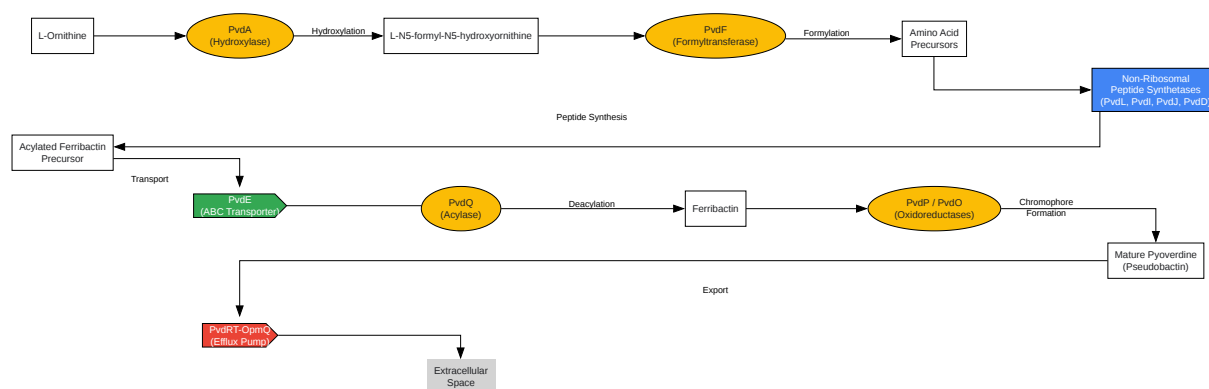 L-Ornithine
PvdA
(Hydroxylase)
Hydroxylation
L-N5-formyl-N5-hydroxyornithine
PvdF
(Formyltransferase)
Formylation
Amino Acid
Precursors
Non-Ribosomal
Peptide Synthetases
(PvdL, PvdI, PvdJ, PvdD)
Peptide Synthesis
Acylated Ferribactin
Precursor
Transport
PvdE
(ABC Transporter)
PvdQ
(Acylase)
Deacylation
Ferribactin
PvdP / PvdO
(Oxidoreductases)
Chromophore
Formation
Mature Pyoverdine
(Pseudobactin)
Export
PvdRT-OpmQ
(Efflux Pump)
Extracellular
Space